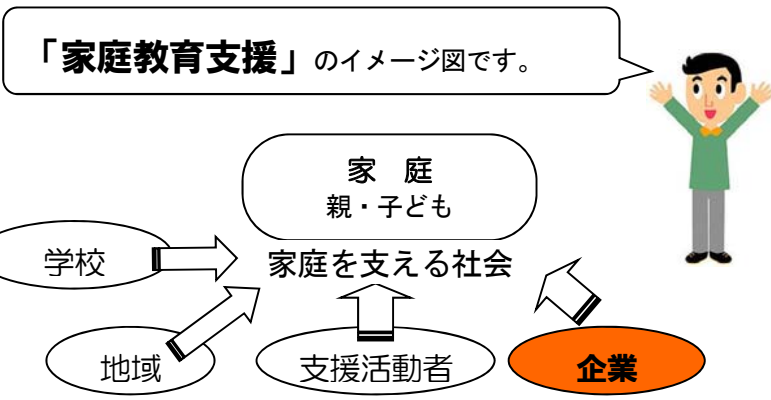 「家庭教育支援」のイメージ図です。
家　庭
親・子ども
学校
家庭を支える社会
地域
支援活動者
企業